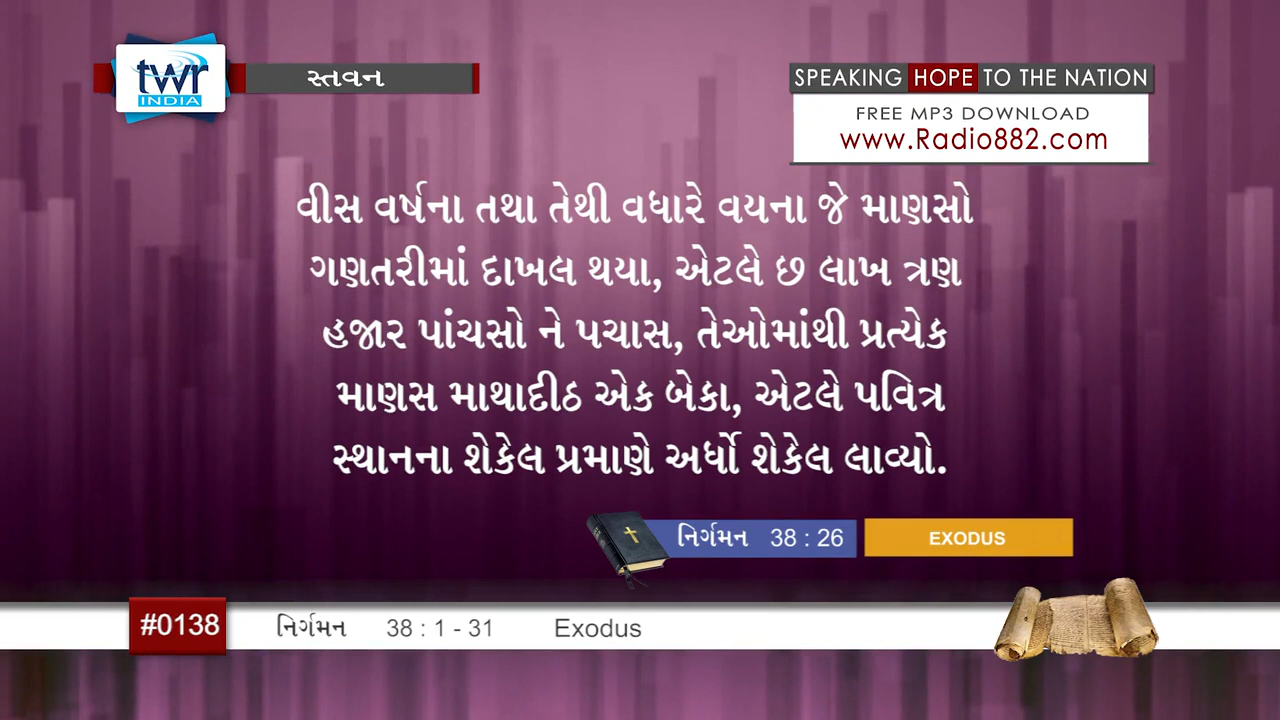 twr
INDIA
સ્તવન
SPEAKING HOPE TO THE NATION
FREE MP3 DOWNLOAD
www.Radio882.com
વીસ વર્ષના તથા તેથી વધારે વયના જે માણસો
ગણતરીમાં દાખલ થયા, એટલે છ લાખ ત્રણ
હજાર પાંચસો ને પચાસ, તેઓમાંથી પ્રત્યેક
માણસ માથાદીઠ એક બેકા, એટલે પવિત્ર
સ્થાનના શેકેલ પ્રમાણે અર્ધો શેકેલ લાવ્યો.
નિર્ગમન 38 : 26 EXODUS
#0138 નિર્ગમન 38 : 1 - 31 Exodus